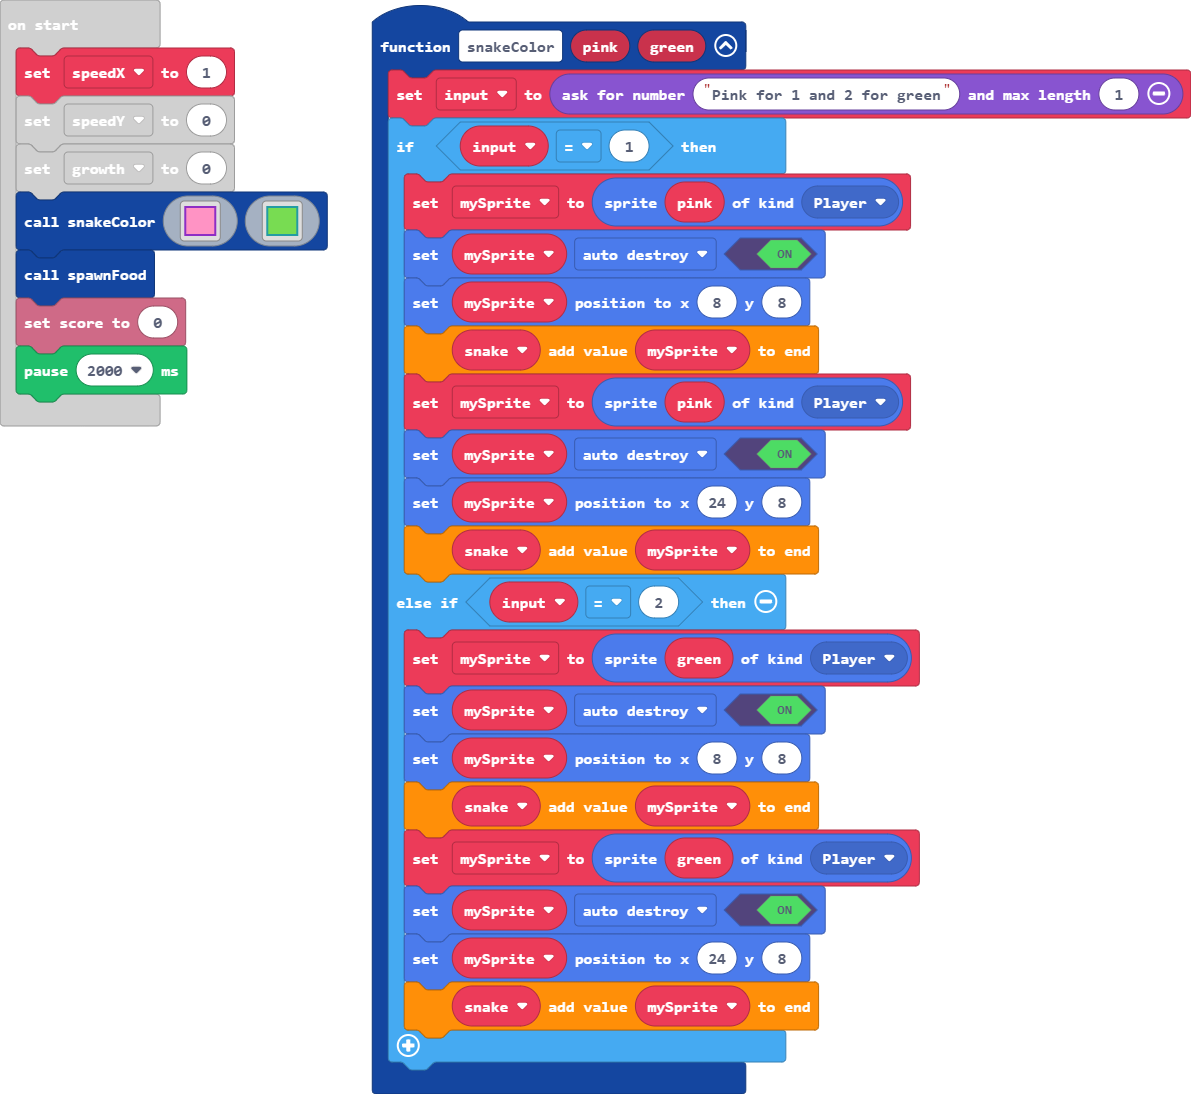 on start
set speedX to 1
set speedY to 0
set growth to 0
call snakeColor
call spawnFood
set score to 0
pause 2000 ms
function snakeColor pink green
set input to ask for number "Pink for 1 and 2 for green" and max length 1
if input = 1 then
set mySprite to sprite pink of kind Player
set mySprite auto destroy ON
set mySprite position to x 8 y 8
snake add value mySprite to end
set mySprite to sprite pink of kind Player
set mySprite auto destroy ON
set mySprite position to x 24 y 8
snake add value mySprite to end
else if input = 2 then
set mySprite to sprite green of kind Player
set mySprite auto destroy ON
set mySprite position to x 8 y 8
snake add value mySprite to end
set mySprite to sprite green of kind Player
set mySprite auto destroy ON
set mySprite position to x 24 y 8
snake add value mySprite to end